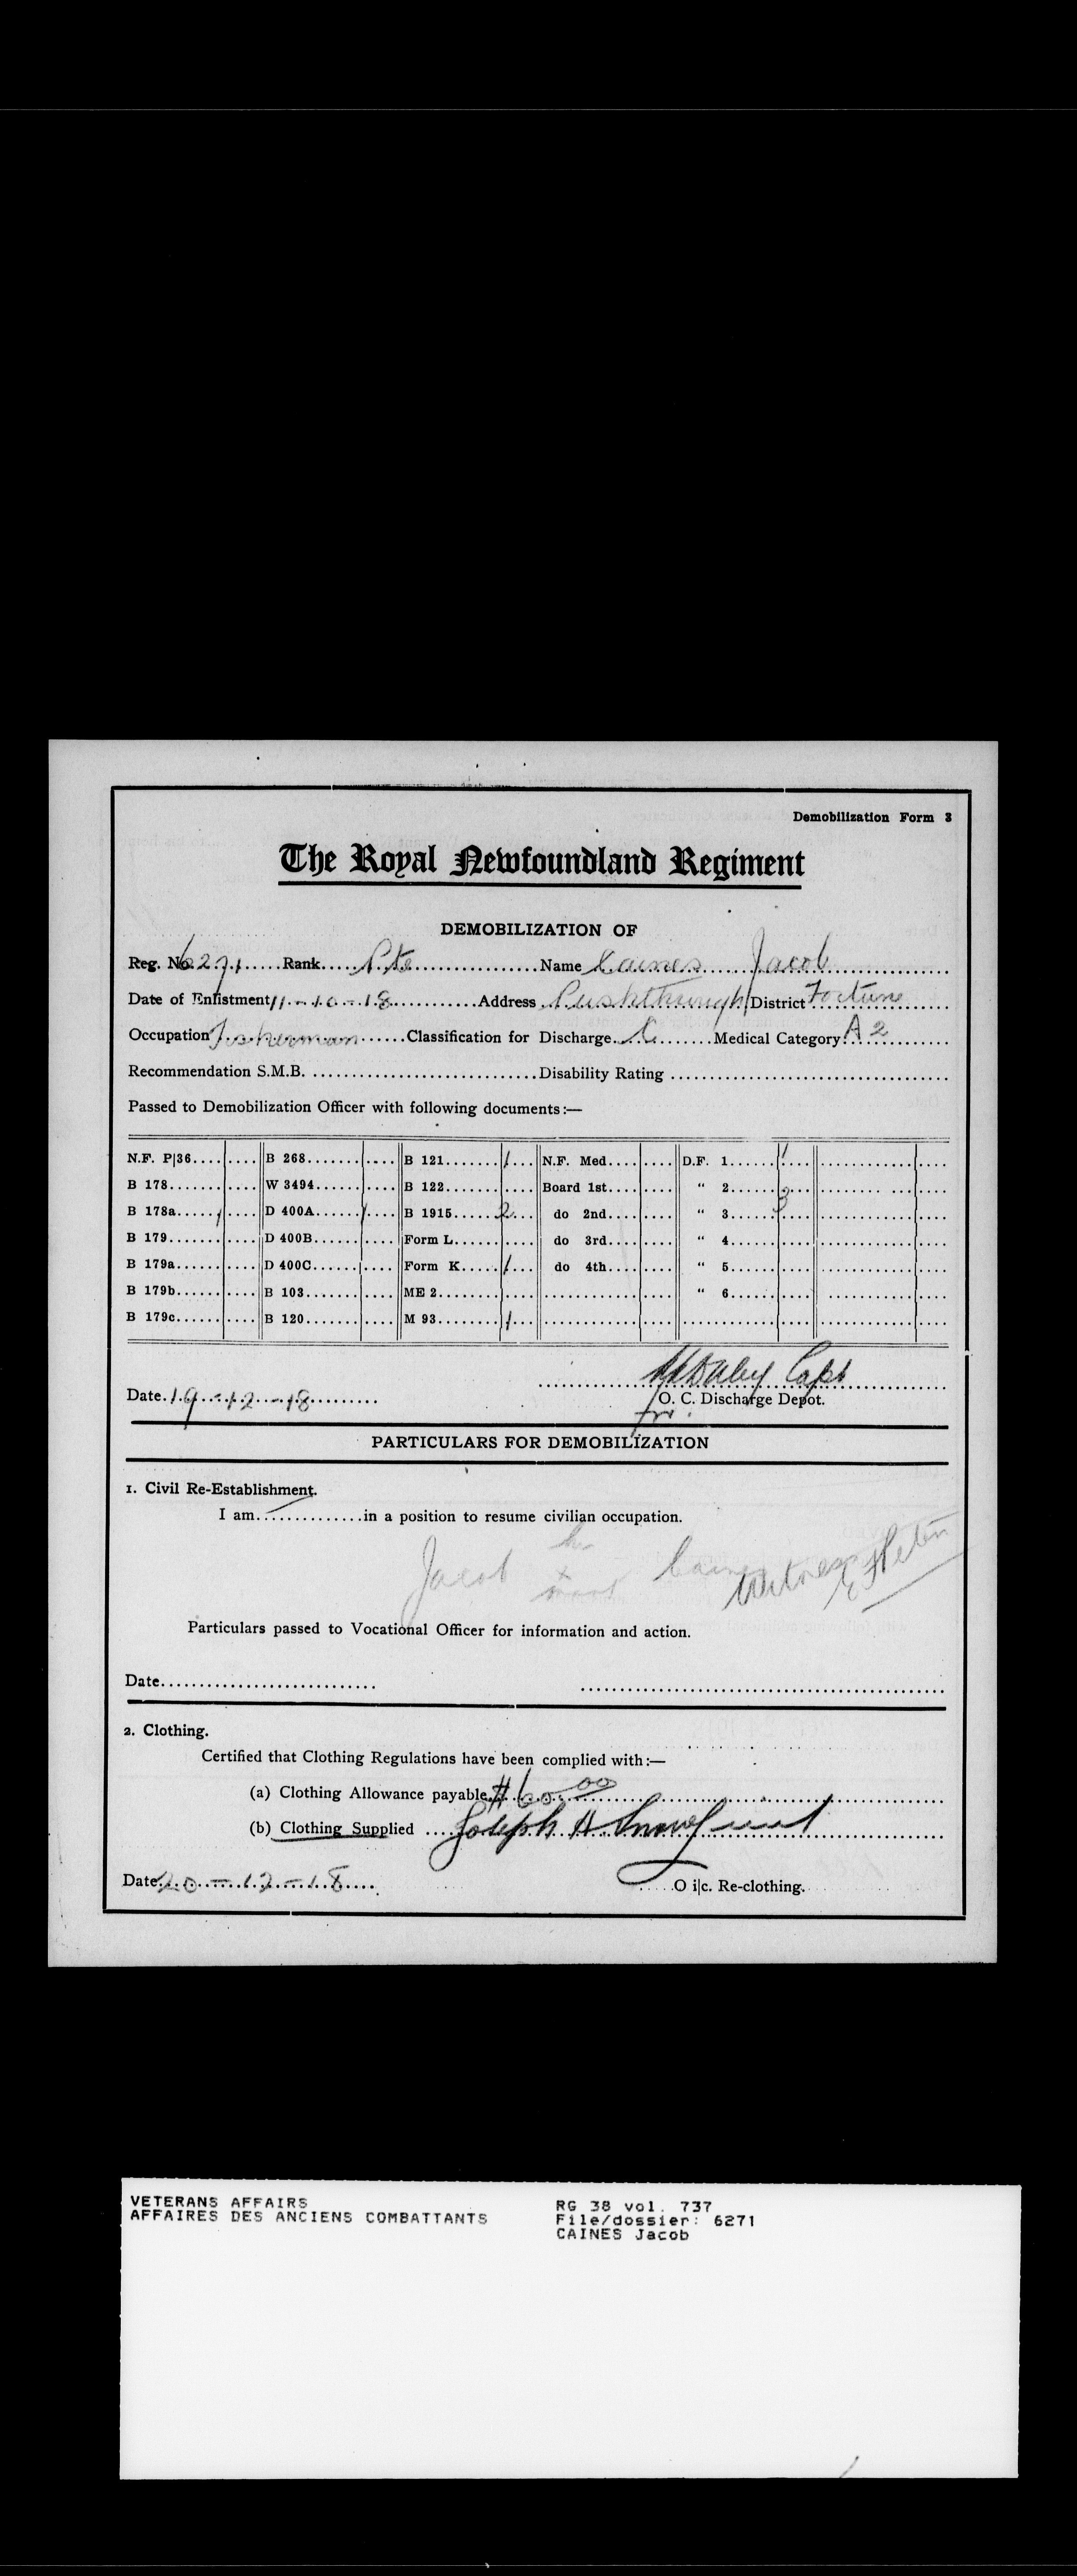 Demobilization Form 3
The Royal Newfoundland Regiment
DEMOBILIZATION OF
Reg. No. 6271 Rank Pte Name Caines Jacob
Date of Enlistment 11-10-18 Address Pushthrough District Fortune
Occupation Fisherman Classification for Discharge C Medical Category A2
Recommendation S.M.B. Disability Rating
Passed to Demobilization Officer with following documents:—
N.F. P|36 B 268 B 121 1 N.F. Med. D.F. 1 1
B 178 W 3494 B 122 Board 1st " 2 3
B 178a 1 D 400A 1 B 1915 2 do 2nd " 3
B 179 D 400B Form L do 3rd " 4
B 179a D 400C Form K 1 do 4th " 5
B 179b B 103 ME 2 " 6
B 179c B 120 M 93 1
Date 19-12-18 Capt
for O. C. Discharge Depot.
PARTICULARS FOR DEMOBILIZATION
1. Civil Re-Establishment.
I am in a position to resume civilian occupation.
Jacob his x mark Caines Witness
Particulars passed to Vocational Officer for information and action.
Date
2. Clothing.
Certified that Clothing Regulations have been complied with:—
(a) Clothing Allowance payable $60.00
(b) Clothing Supplied Joseph A
Date 20-12-18 O i|c. Re-clothing.
VETERANS AFFAIRS RG 38 vol. 737
AFFAIRES DES ANCIENS COMBATTANTS File/dossier: 6271
CAINES Jacob